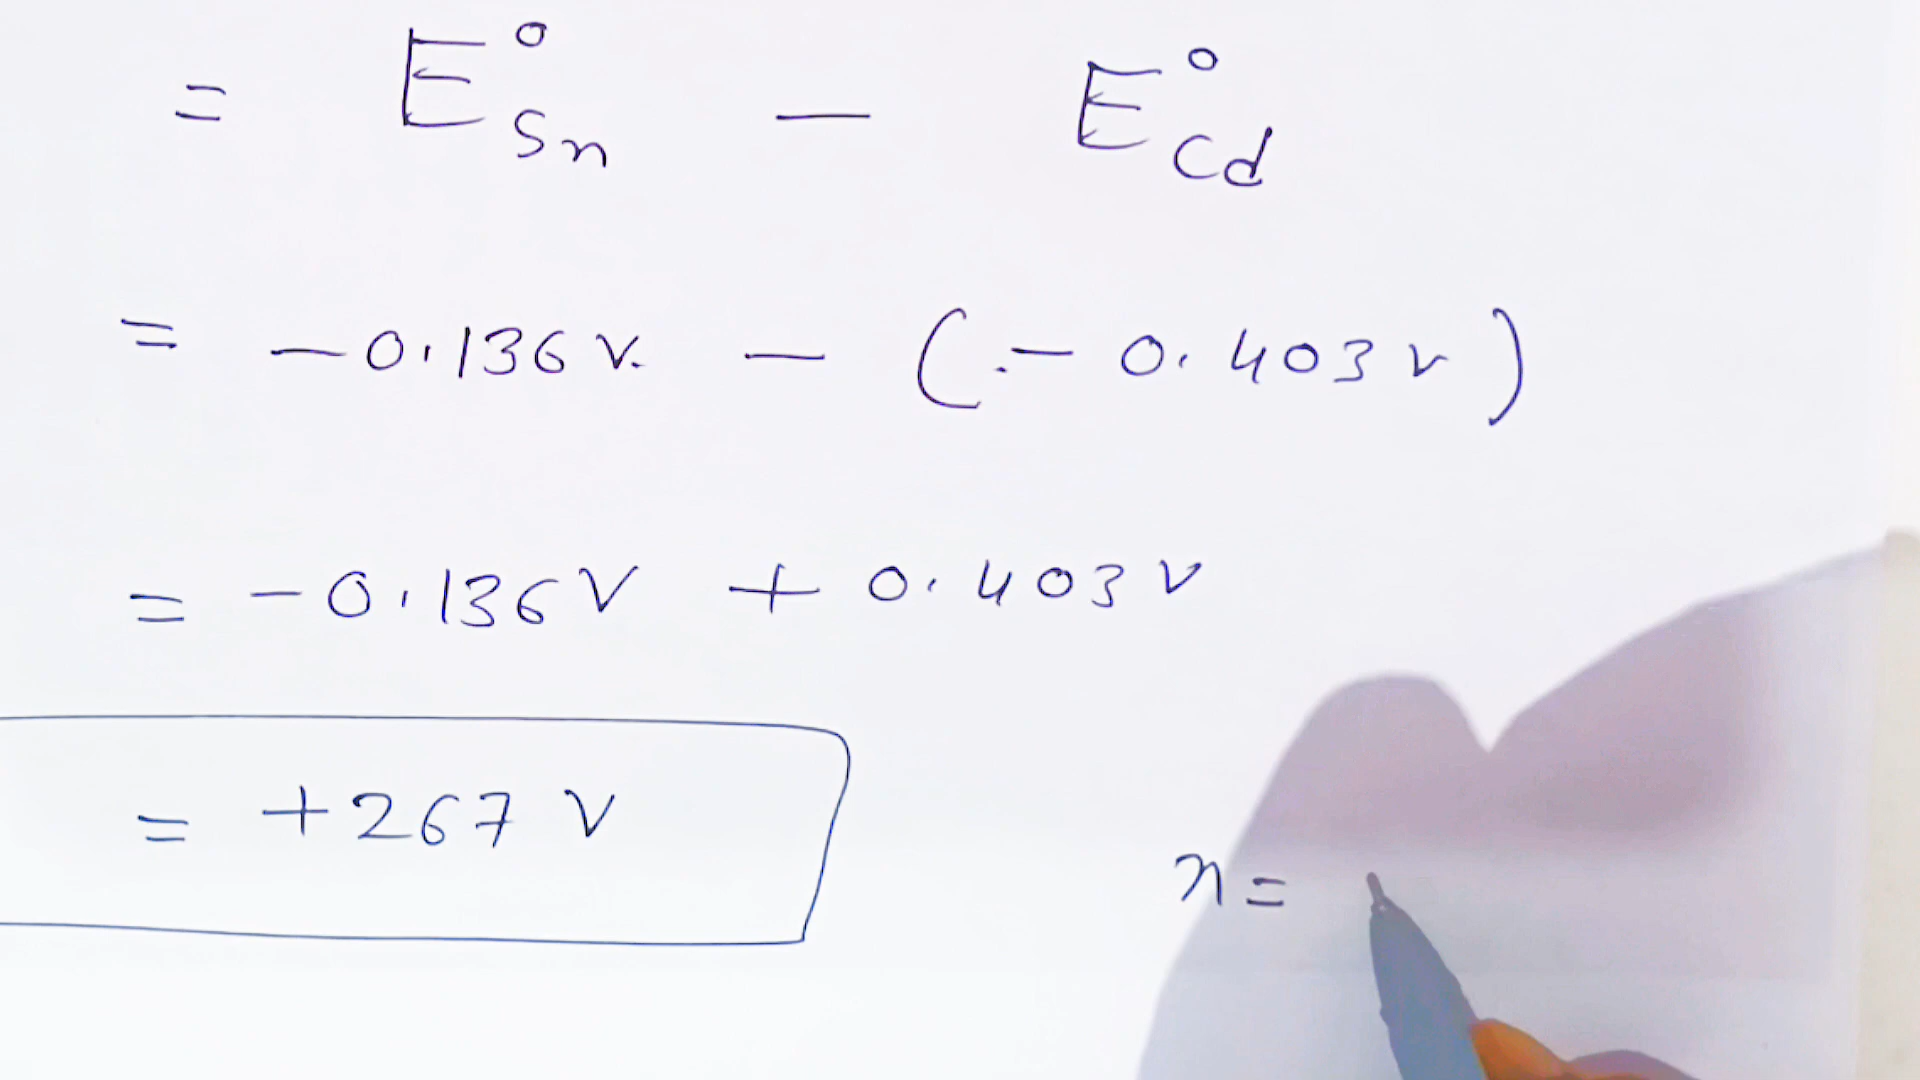 = E°Sn − E°Cd
= −0.136 v. − (.− 0.403 v)
= −0.136 V + 0.403 v
= +267 V
n =